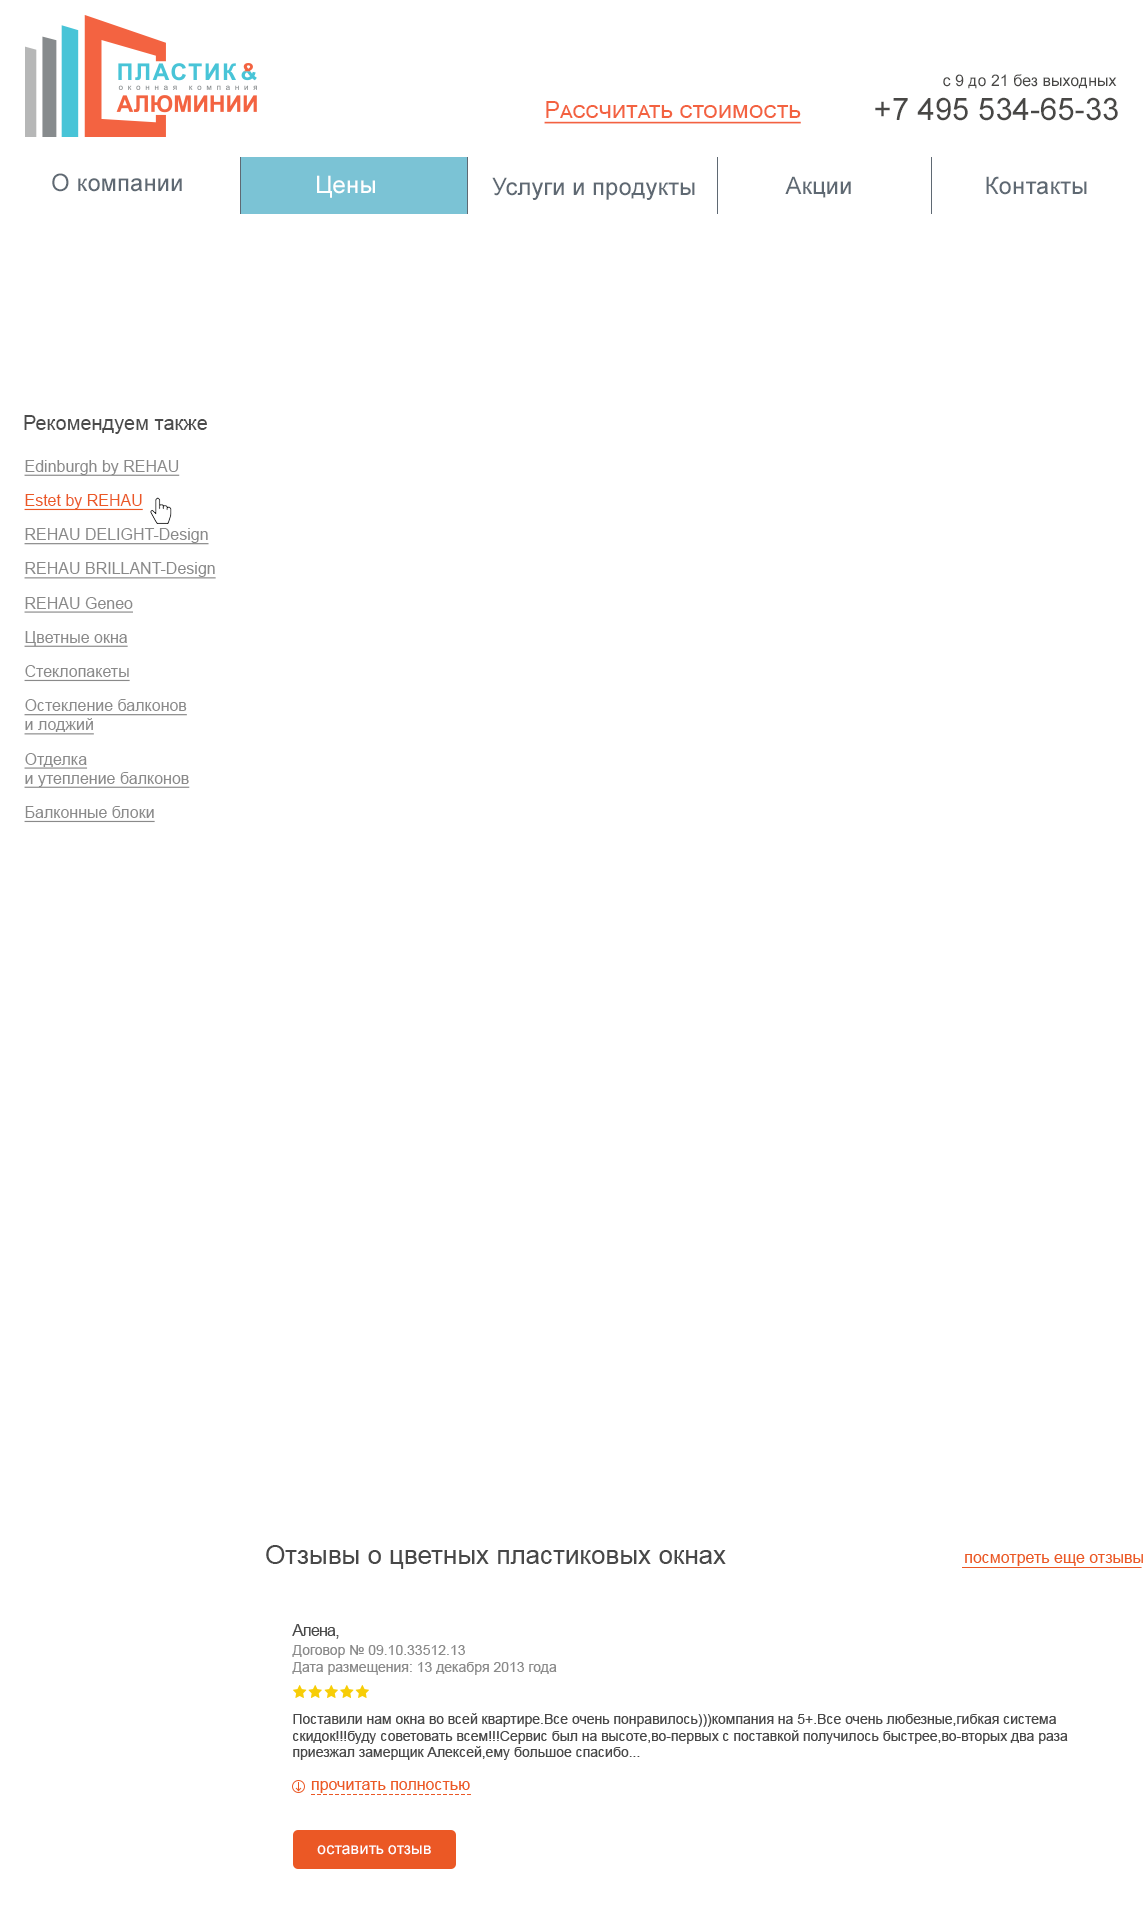 ПЛАСТИК &
оконная компания
АЛЮМИНИИ
Рассчитать стоимость
с 9 до 21 без выходных
+7 495 534-65-33
О компании
Цены
Услуги и продукты
Акции
Контакты
Рекомендуем также
Edinburgh by REHAU
Estet by REHAU
REHAU DELIGHT-Design
REHAU BRILLANT-Design
REHAU Geneo
Цветные окна
Стеклопакеты
Остекление балконов
и лоджий
Отделка
и утепление балконов
Балконные блоки
Отзывы о цветных пластиковых окнах
посмотреть еще отзывы
Алена,
Договор № 09.10.33512.13
Дата размещения: 13 декабря 2013 года
Поставили нам окна во всей квартире.Все очень понравилось)))компания на 5+.Все очень любезные,гибкая система
скидок!!!буду советовать всем!!!Сервис был на высоте,во-первых с поставкой получилось быстрее,во-вторых два раза
приезжал замерщик Алексей,ему большое спасибо...
прочитать полностью
оставить отзыв